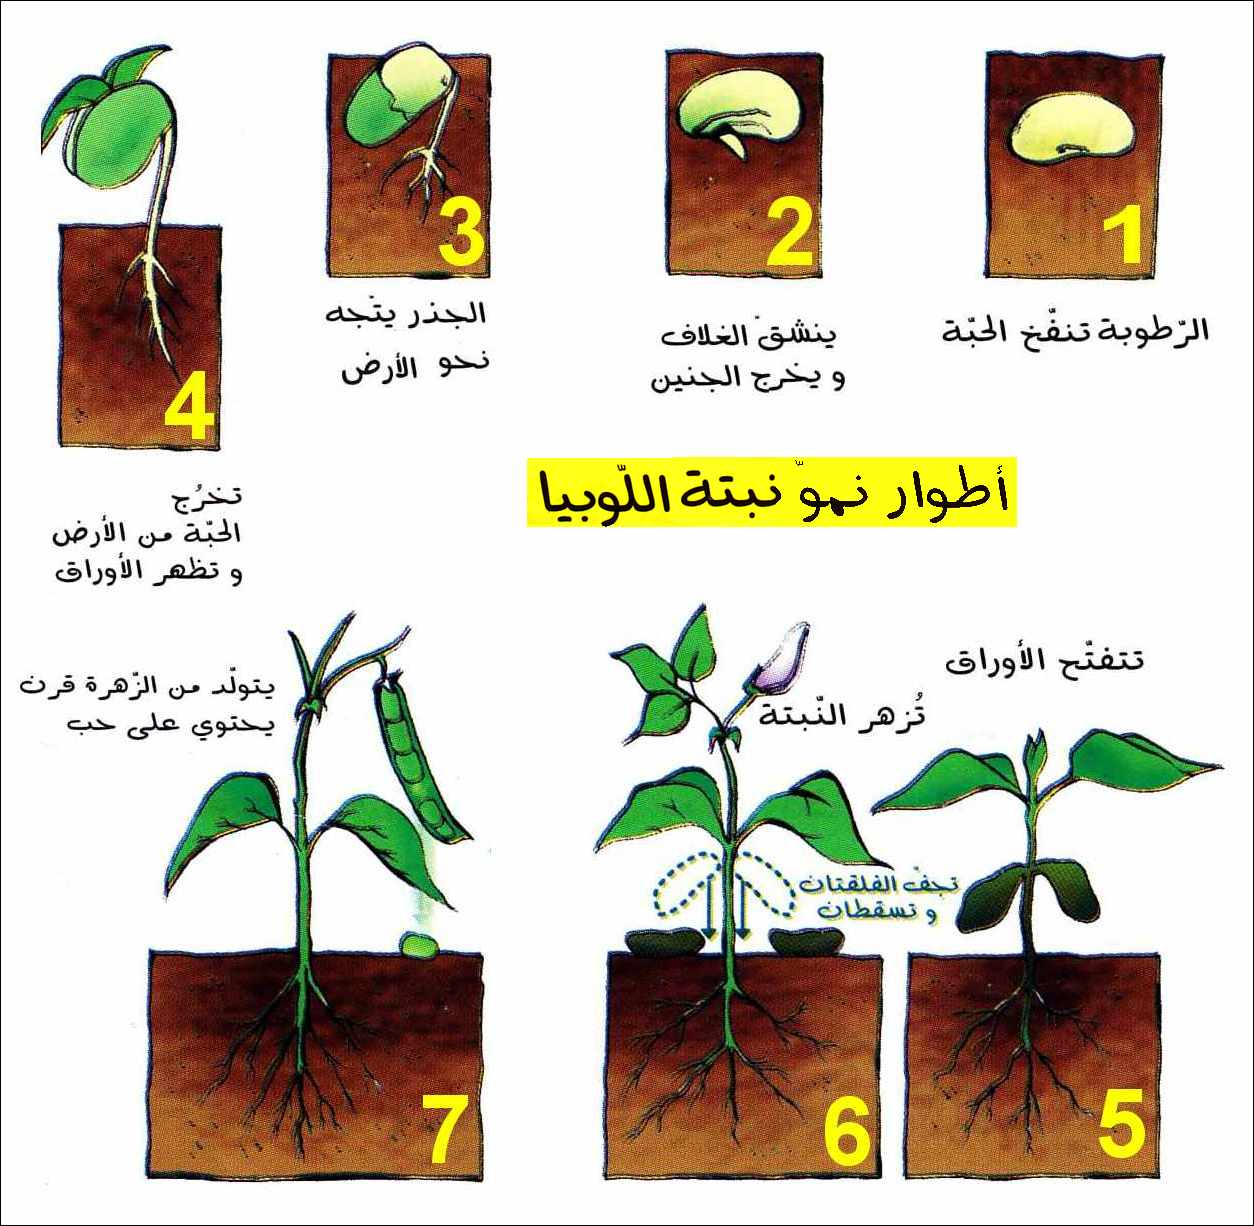 1
الرّطوبة تنفّخ الحبّة
2
ينشقّ الغلاف
و يخرج الجنين
3
الجذر يتّجه
نحو الأرض
4
تخرُج
الحبّة من الأرض
و تظهر الأوراق
أطوار نموّ نبتة اللّوبيا
تتفتّح الأوراق
5
تُزهر النّبتة
تجفّ الفلقتان
و تسقطان
6
يتولّد من الزّهرة قرن
يحتوي على حب
7